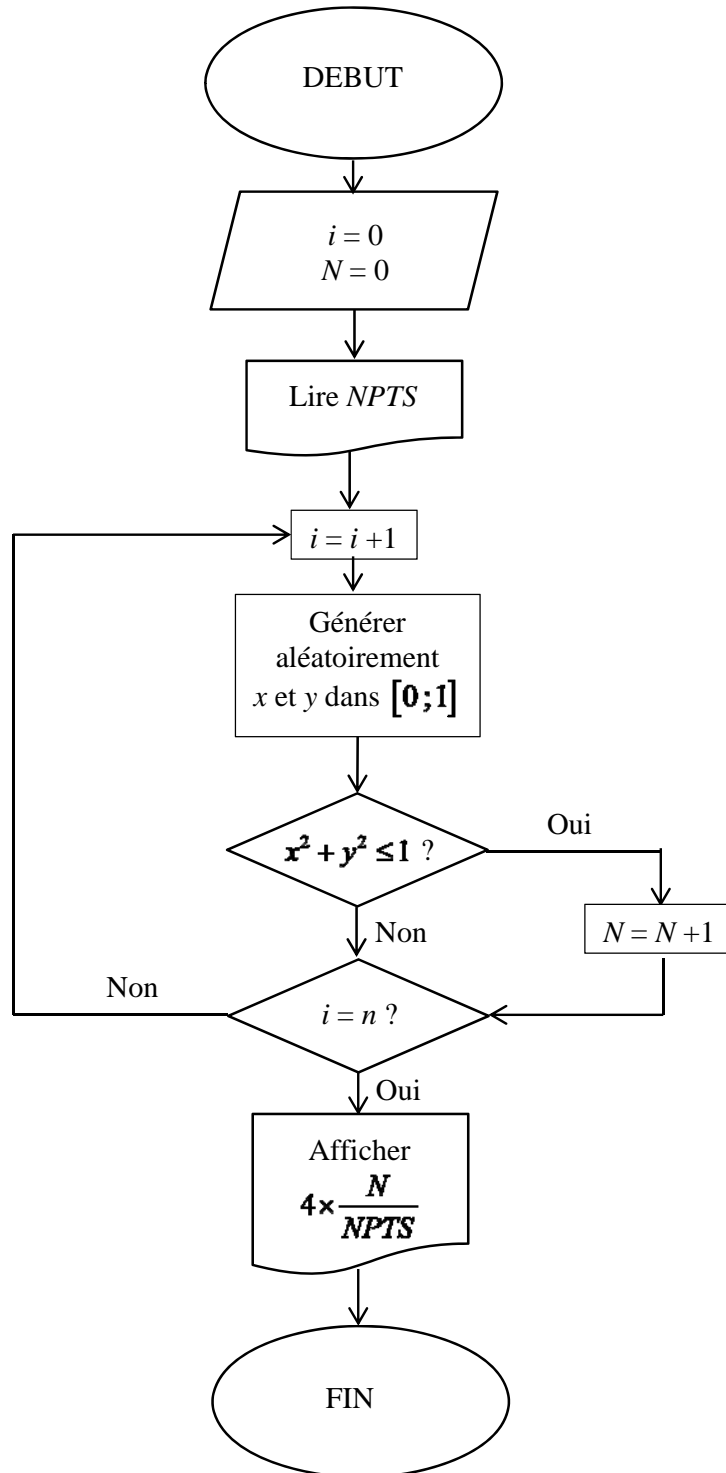 DEBUT
i = 0
N = 0
Lire NPTS
i = i +1
Générer
aléatoirement
x et y dans [0;1]
x² + y² ≤ 1 ?
Oui
N = N +1
Non
i = n ?
Non
Oui
Afficher
4× N
NPTS
FIN